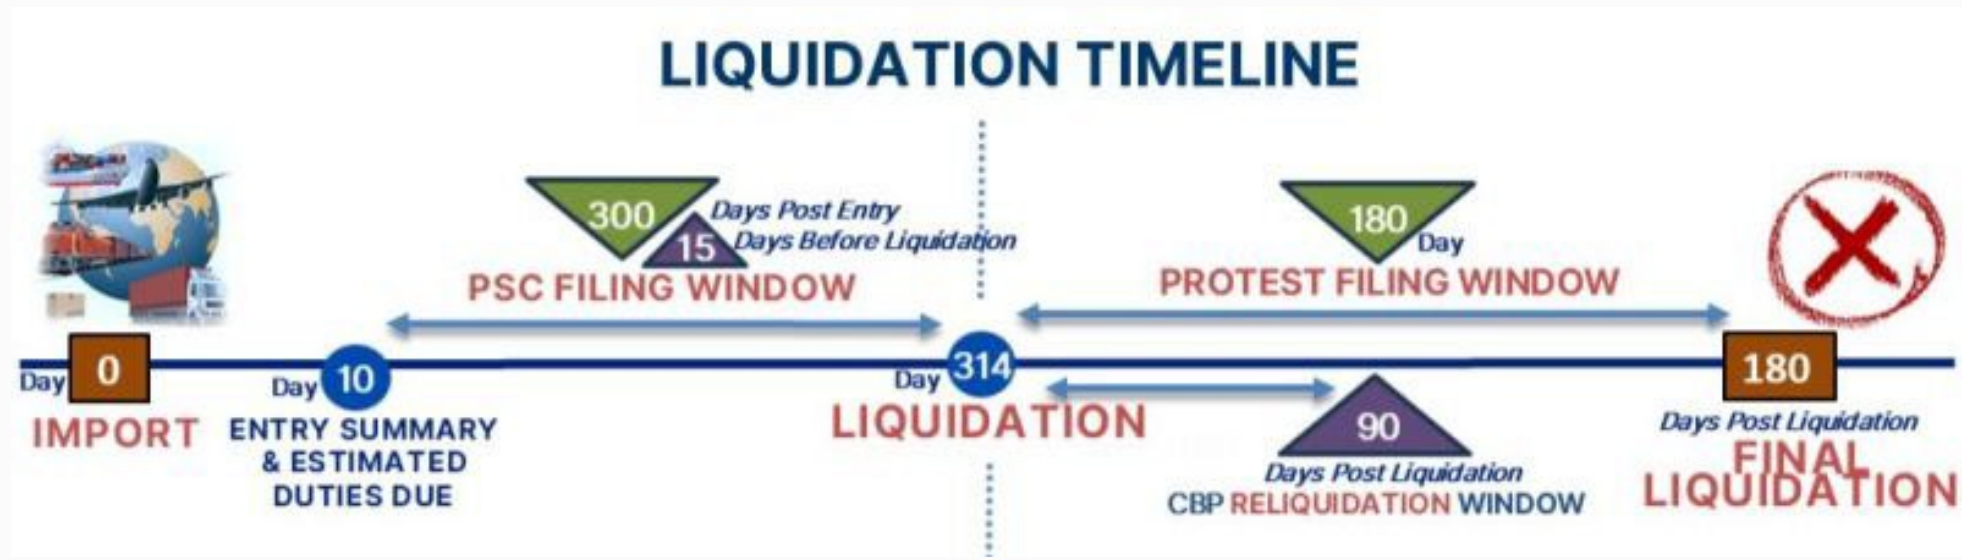 LIQUIDATION TIMELINE
300
Days Post Entry
15
Days Before Liquidation
PSC FILING WINDOW
180
Day
PROTEST FILING WINDOW
Day
0
IMPORT
Day
10
ENTRY SUMMARY
& ESTIMATED
DUTIES DUE
Day
314
LIQUIDATION
90
Days Post Liquidation
CBP RELIQUIDATION WINDOW
180
Days Post Liquidation
FINAL
LIQUIDATION